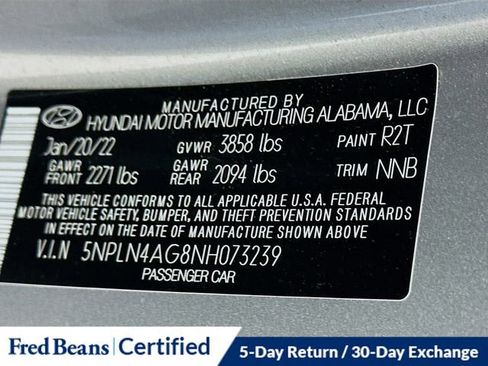 MANUFACTURED BY
HYUNDAI MOTOR MANUFACTURING ALABAMA, LLC
Jan/20/22 GVWR 3858 lbs PAINT R2T
GAWR FRONT 2271 lbs GAWR REAR 2094 lbs TRIM NNB
THIS VEHICLE CONFORMS TO ALL APPLICABLE U.S.A. FEDERAL
MOTOR VEHICLE SAFETY, BUMPER, AND THEFT PREVENTION STANDARDS
IN EFFECT ON THE DATE OF MANUFACTURE SHOWN ABOVE.
V.I.N 5NPLN4AG8NH073239
PASSENGER CAR
Fred Beans | Certified 5-Day Return / 30-Day Exchange